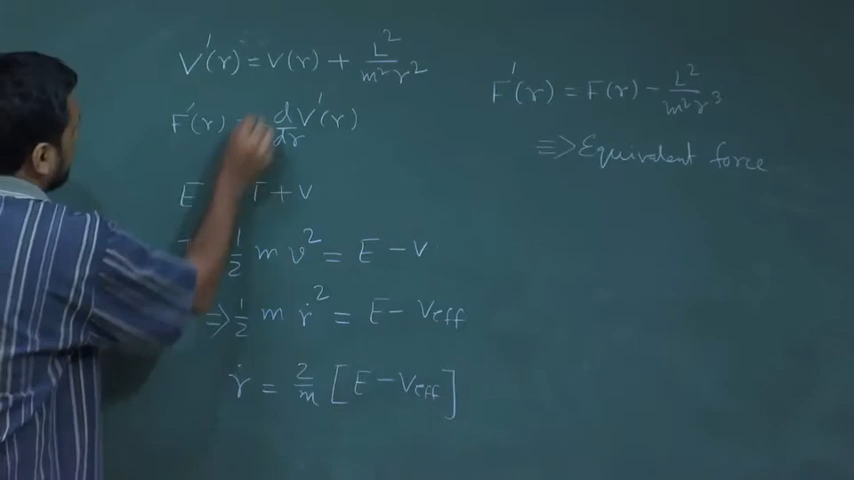 V'(r) = V(r) + L²/m²r²
F'(r) = d/dr V'(r)
E T + V
1/2 m v² = E - V
⇒ 1/2 m ṙ² = E - Veff
ṙ = 2/m [E - Veff]
F'(r) = F(r) - L²/m²r³
≡> Equivalent force